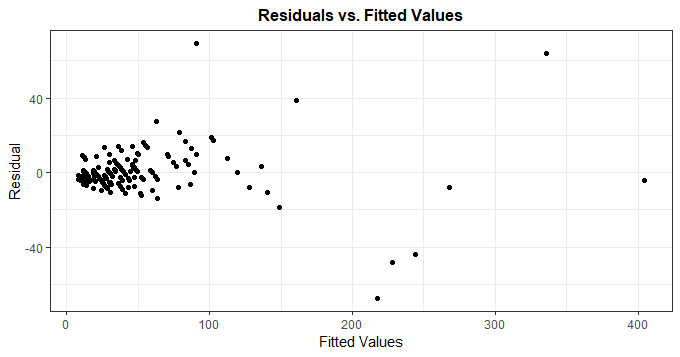 Residuals vs. Fitted Values
Residual
40
0
-40
0 100 200 300 400
Fitted Values